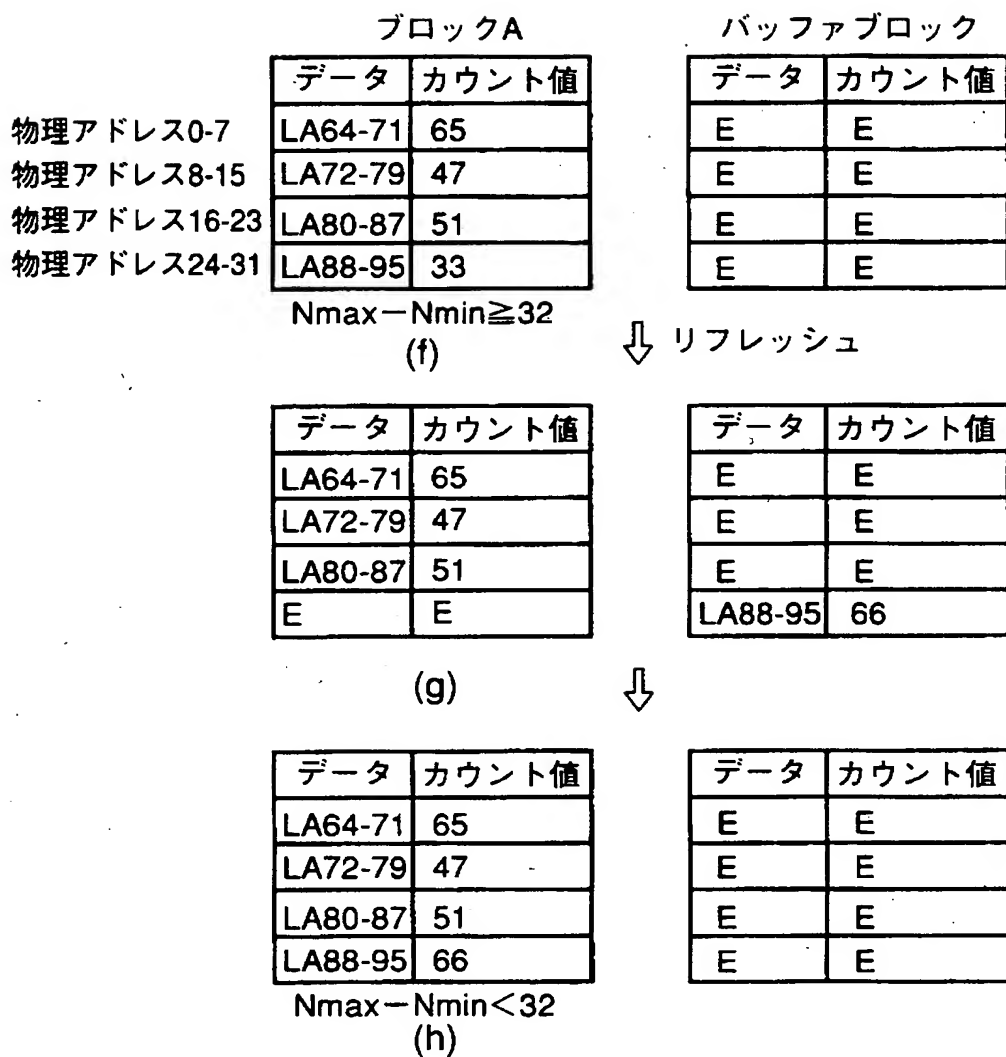 ブロックA バッファブロック
データ カウント値 データ カウント値
物理アドレス0-7 LA64-71 65 E E
物理アドレス8-15 LA72-79 47 E E
物理アドレス16-23 LA80-87 51 E E
物理アドレス24-31 LA88-95 33 E E
Nmax−Nmin≧32
(f) リフレッシュ
データ カウント値 データ カウント値
LA64-71 65 E E
LA72-79 47 E E
LA80-87 51 E E
E E LA88-95 66
(g)
データ カウント値 データ カウント値
LA64-71 65 E E
LA72-79 47 E E
LA80-87 51 E E
LA88-95 66 E E
Nmax−Nmin<32
(h)